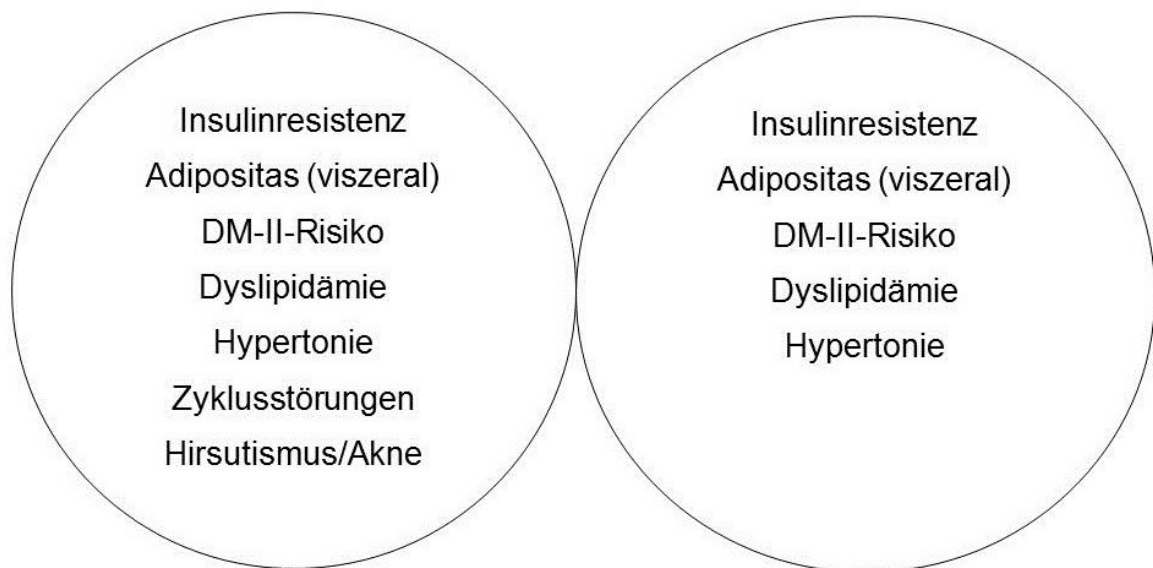 Insulinresistenz
Adipositas (viszeral)
DM-II-Risiko
Dyslipidämie
Hypertonie
Zyklusstörungen
Hirsutismus/Akne
Insulinresistenz
Adipositas (viszeral)
DM-II-Risiko
Dyslipidämie
Hypertonie